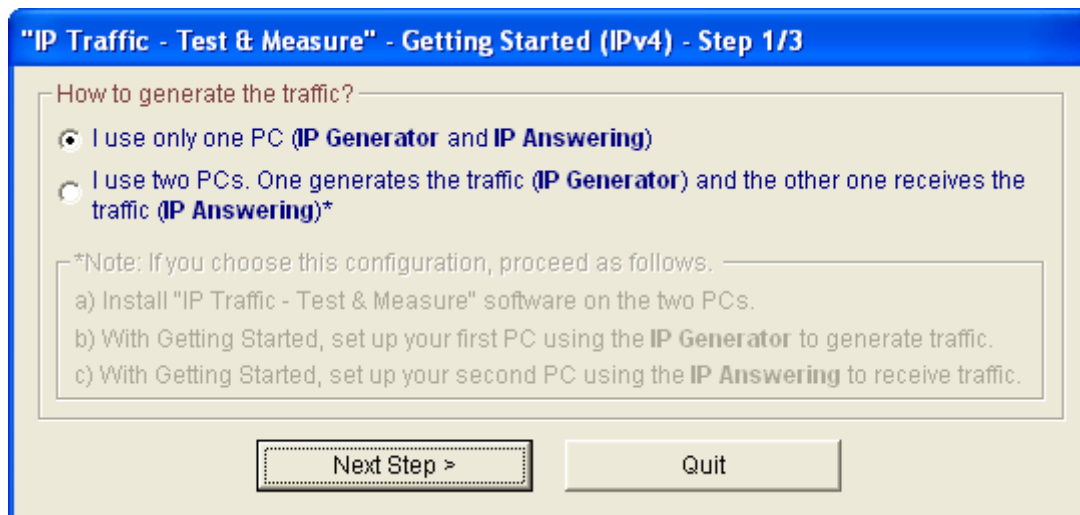 "IP Traffic - Test & Measure" - Getting Started (IPv4) - Step 1/3
How to generate the traffic?
I use only one PC (IP Generator and IP Answering)
I use two PCs. One generates the traffic (IP Generator) and the other one receives the
traffic (IP Answering)*
*Note: If you choose this configuration, proceed as follows.
a) Install "IP Traffic - Test & Measure" software on the two PCs.
b) With Getting Started, set up your first PC using the IP Generator to generate traffic.
c) With Getting Started, set up your second PC using the IP Answering to receive traffic.
Next Step >
Quit